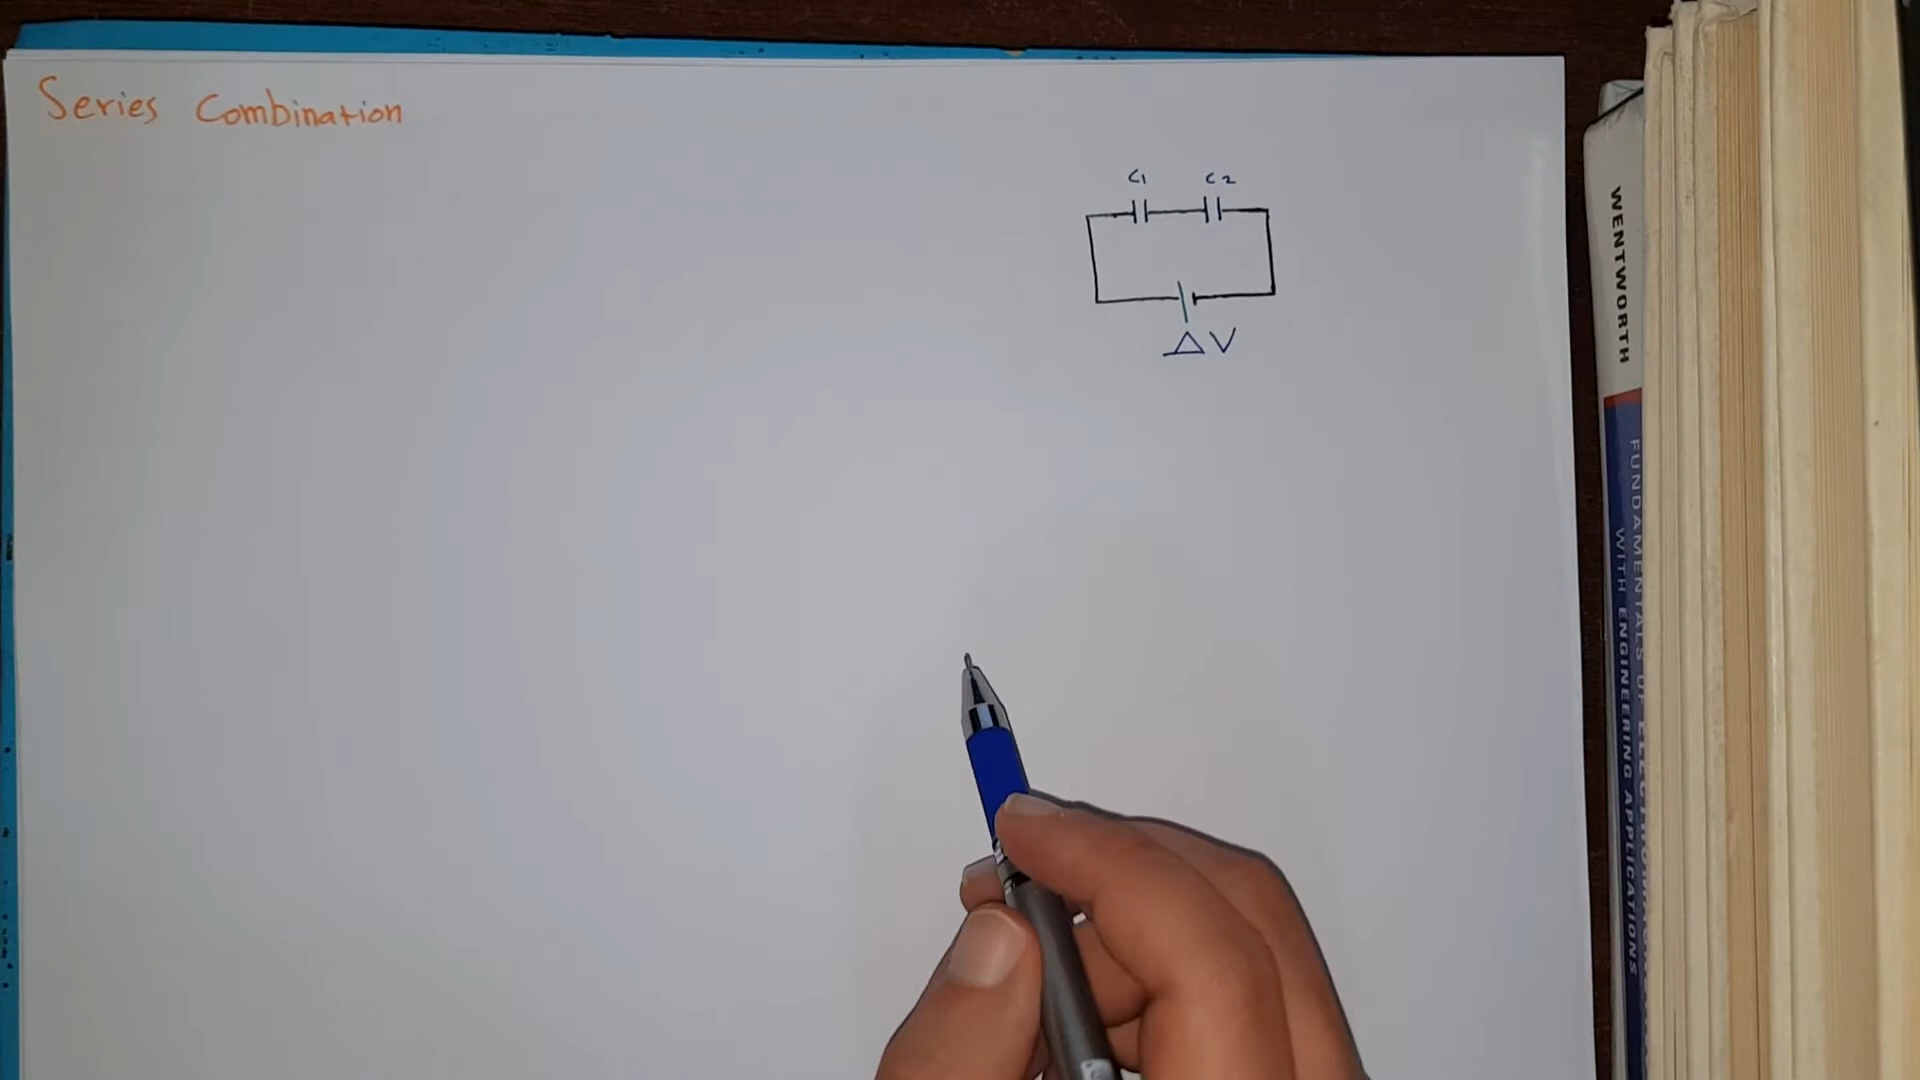 Series Combination
C1 C2
ΔV
WENTWORTH
FUNDAMENTALS OF ELECTROMAGNETICS
WITH ENGINEERING APPLICATIONS